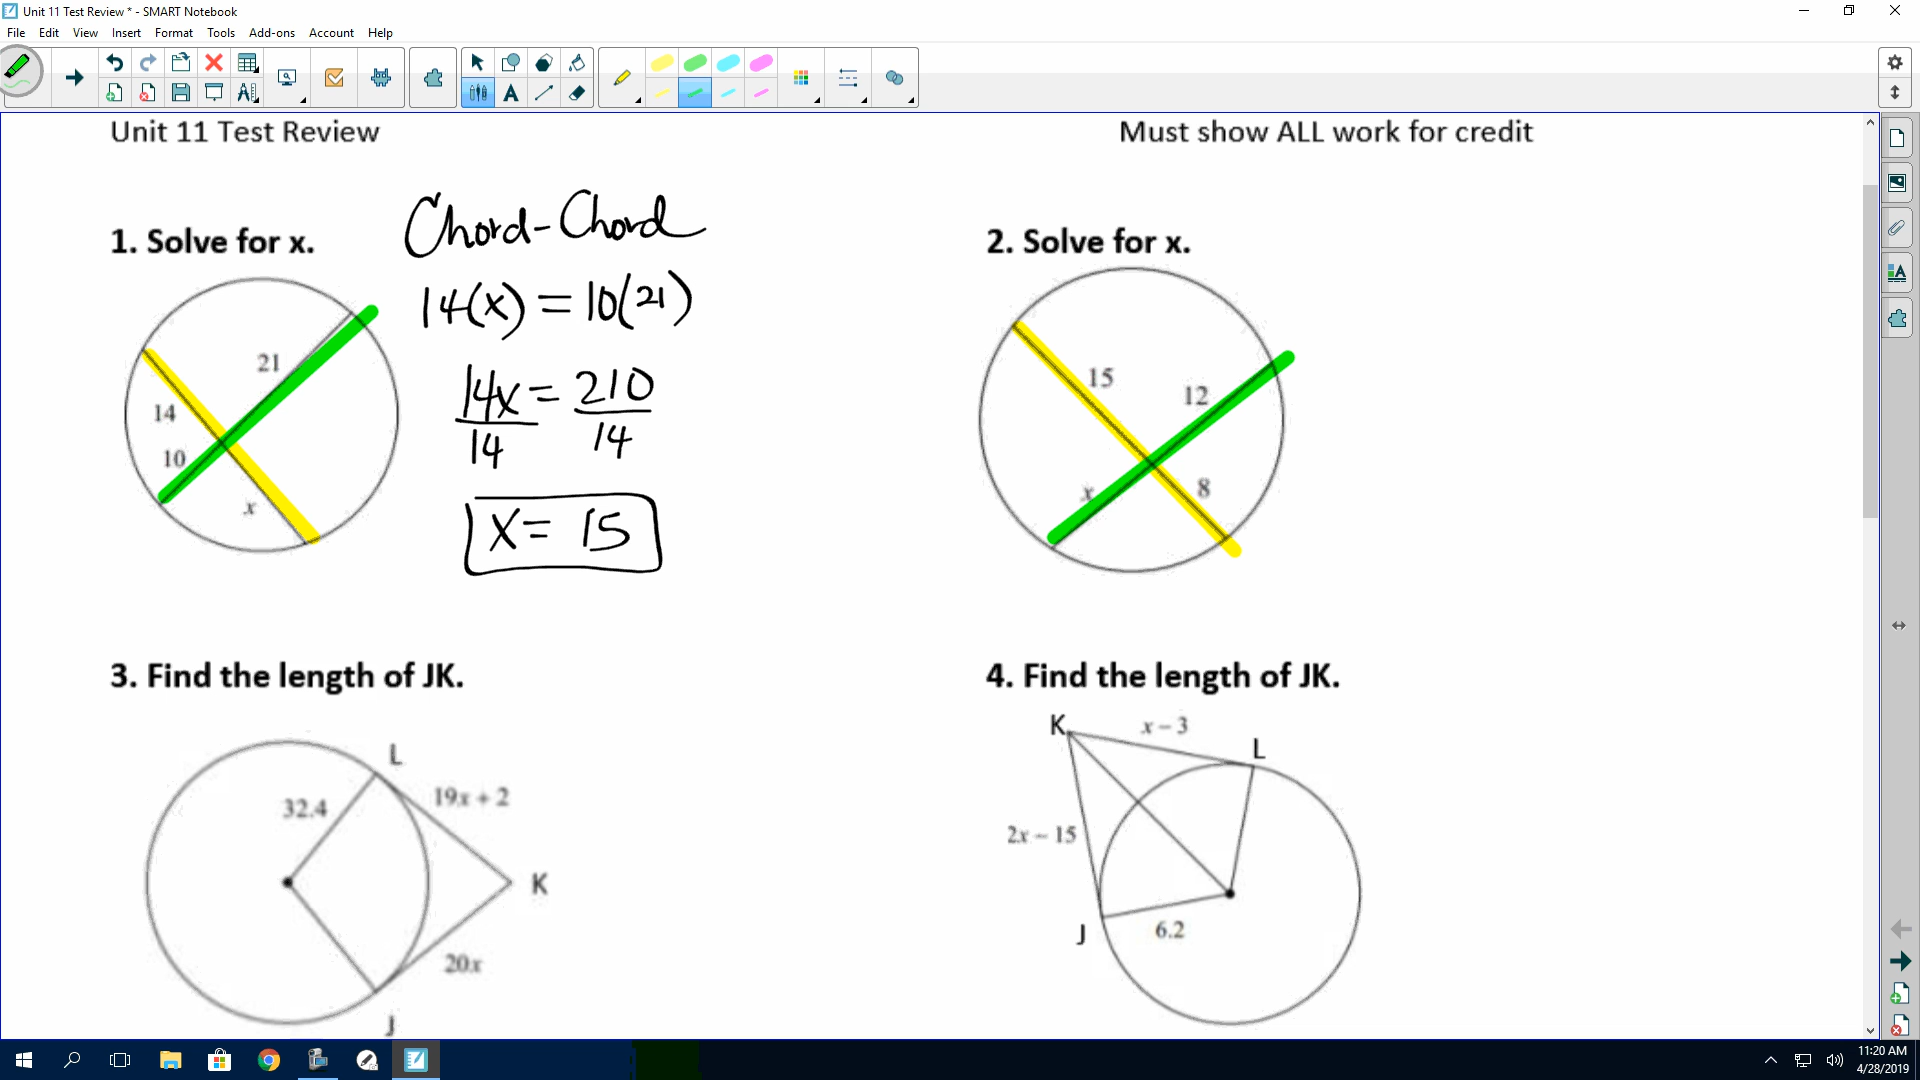 Unit 11 Test Review * - SMART Notebook
File Edit View Insert Format Tools Add-ons Account Help
Unit 11 Test Review
Must show ALL work for credit
1. Solve for x.
Chord-Chord
14(x) = 10(21)
14x = 210
14 14
x = 15
21
14
10
x
2. Solve for x.
15
12
x
8
3. Find the length of JK.
L
32.4
19x + 2
K
20x
J
4. Find the length of JK.
K
x – 3
L
2x – 15
J
6.2
11:20 AM
4/28/2019